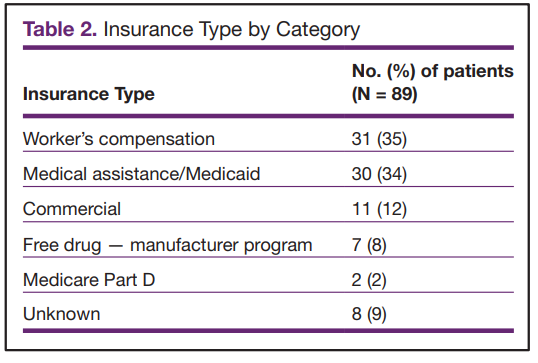 Table 2. Insurance Type by Category
Insurance Type No. (%) of patients (N = 89)
Worker’s compensation 31 (35)
Medical assistance/Medicaid 30 (34)
Commercial 11 (12)
Free drug — manufacturer program 7 (8)
Medicare Part D 2 (2)
Unknown 8 (9)